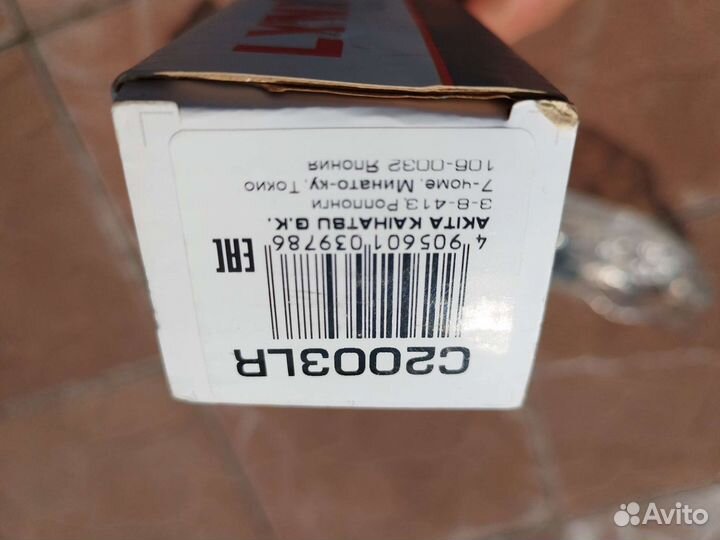 C2003LR
4 905601 039786
EAC
AKITA KAIHATSU G.K.
3-8-413,Роппонги
7-чоме, Минато-ку, Токио
106-0032 Япония
Avito